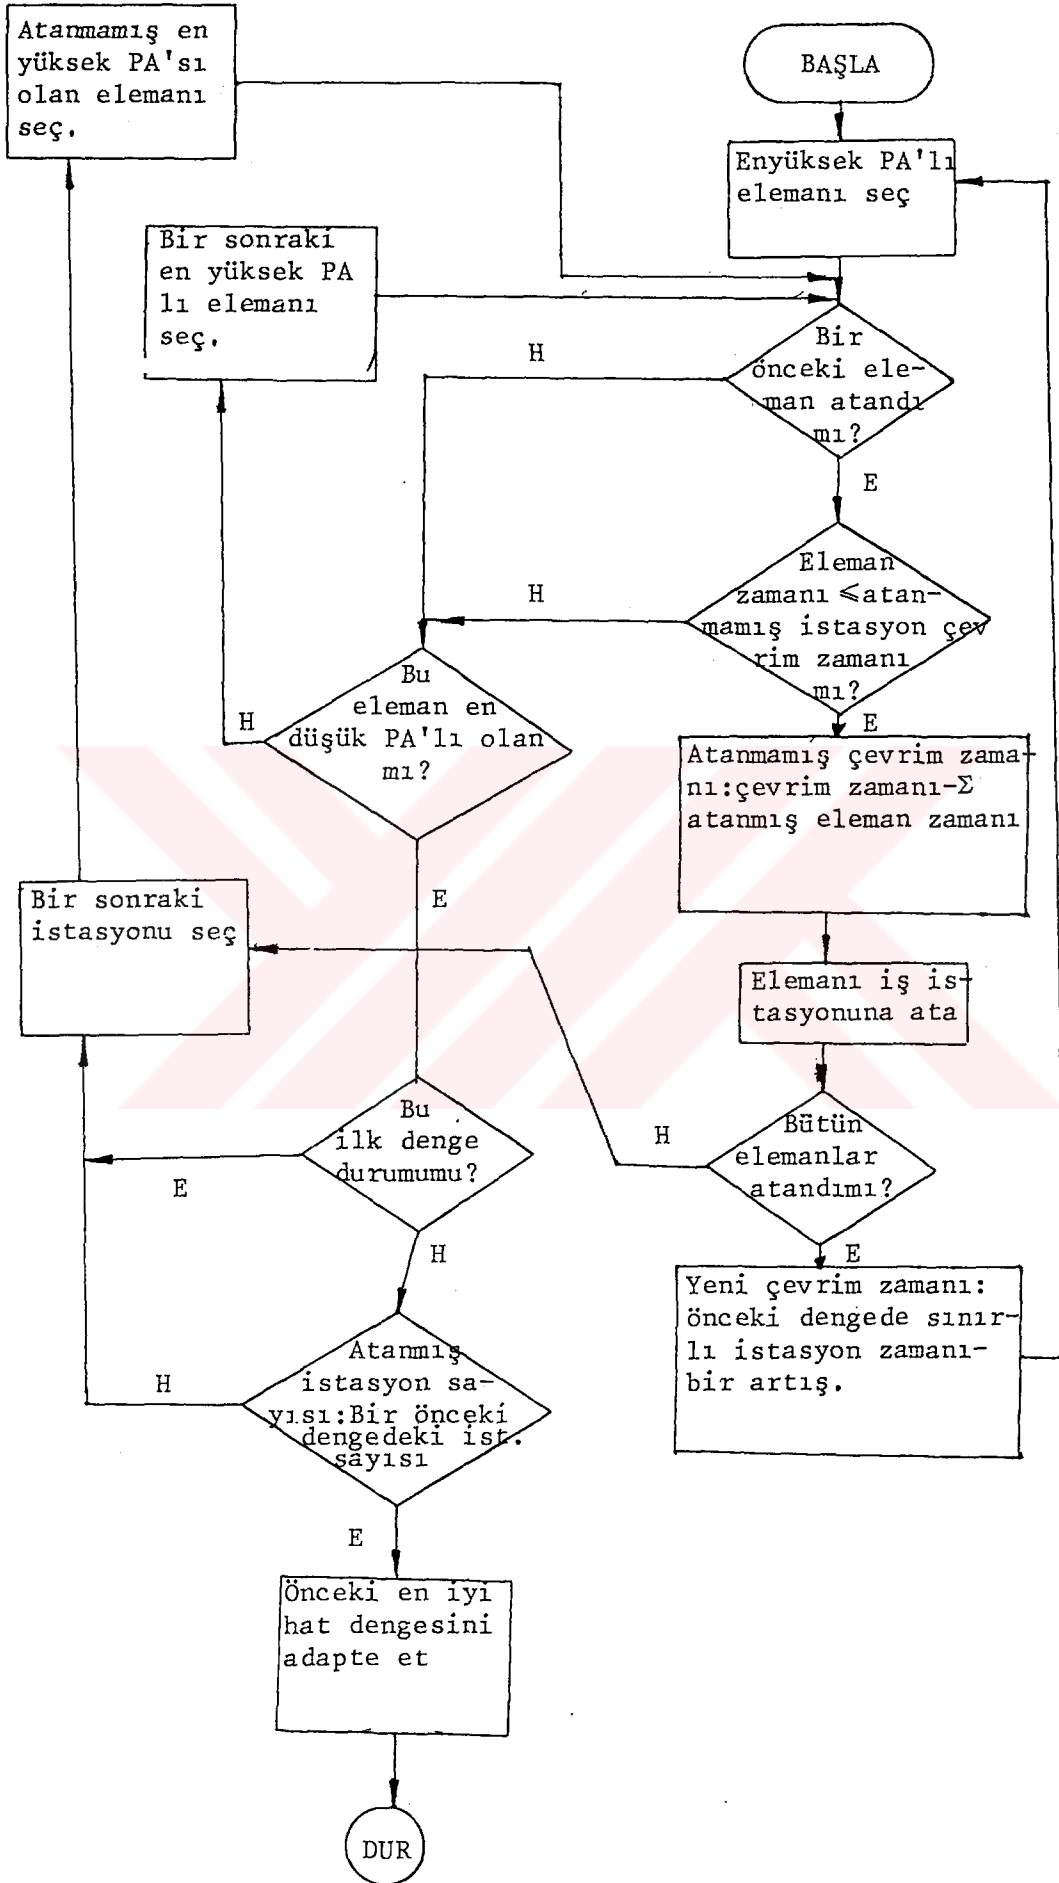 Atanmamış en
yüksek PA'sı
olan elemanı
seç.
BAŞLA
Enyüksek PA'lı
elemanı seç
Bir sonraki
en yüksek PA
lı elemanı
seç.
H
Bir
önceki ele-
man atandı
mı?
E
Eleman
zamanı ≤atan-
mamış istasyon çev
rim zamanı
mı?
H
E
Bu
eleman en
düşük PA'lı olan
mı?
H
E
Atanmamış çevrim zama-
nı:çevrim zamanı-Σ
atanmış eleman zamanı
Bir sonraki
istasyonu seç
Elemanı iş is-
tasyonuna ata
Bu
ilk denge
durumumu?
E
H
Bütün
elemanlar
atandımı?
H
E
Yeni çevrim zamanı:
önceki dengede sınır-
lı istasyon zamanı-
bir artış.
Atanmış
istasyon sa-
yısı:Bir önceki
dengedeki ist.
sayısı
H
E
Önceki en iyi
hat dengesini
adapte et
DUR